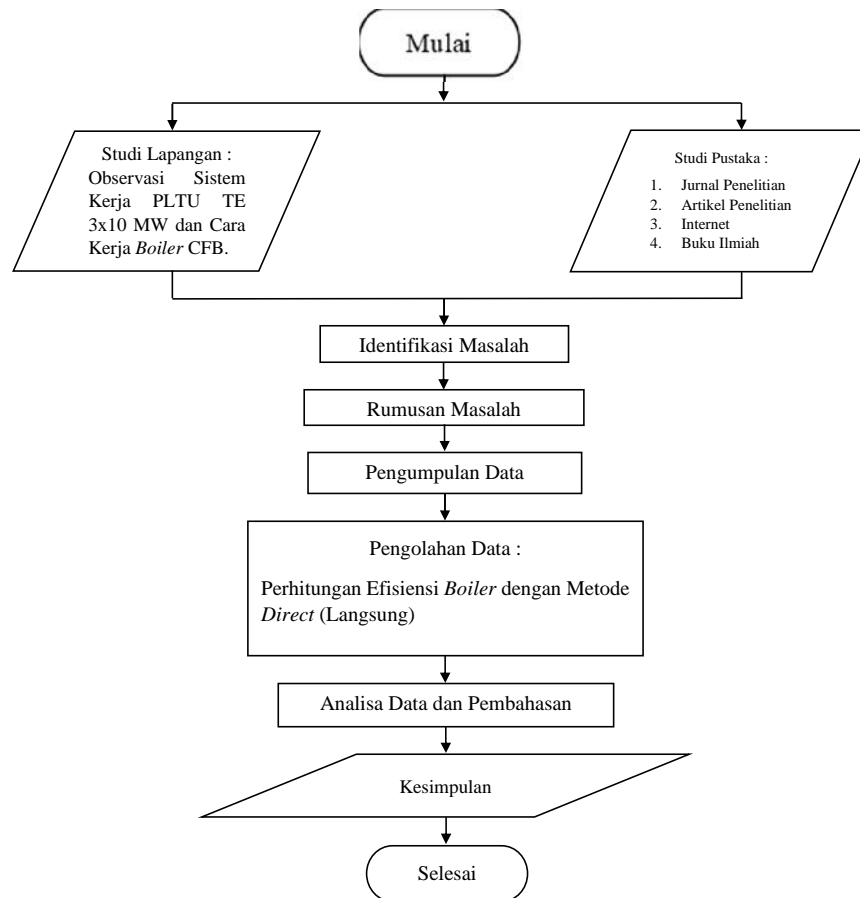 Mulai
Studi Lapangan :
Observasi Sistem
Kerja PLTU TE
3x10 MW dan Cara
Kerja Boiler CFB.
Studi Pustaka :
1. Jurnal Penelitian
2. Artikel Penelitian
3. Internet
4. Buku Ilmiah
Identifikasi Masalah
Rumusan Masalah
Pengumpulan Data
Pengolahan Data :
Perhitungan Efisiensi Boiler dengan Metode
Direct (Langsung)
Analisa Data dan Pembahasan
Kesimpulan
Selesai